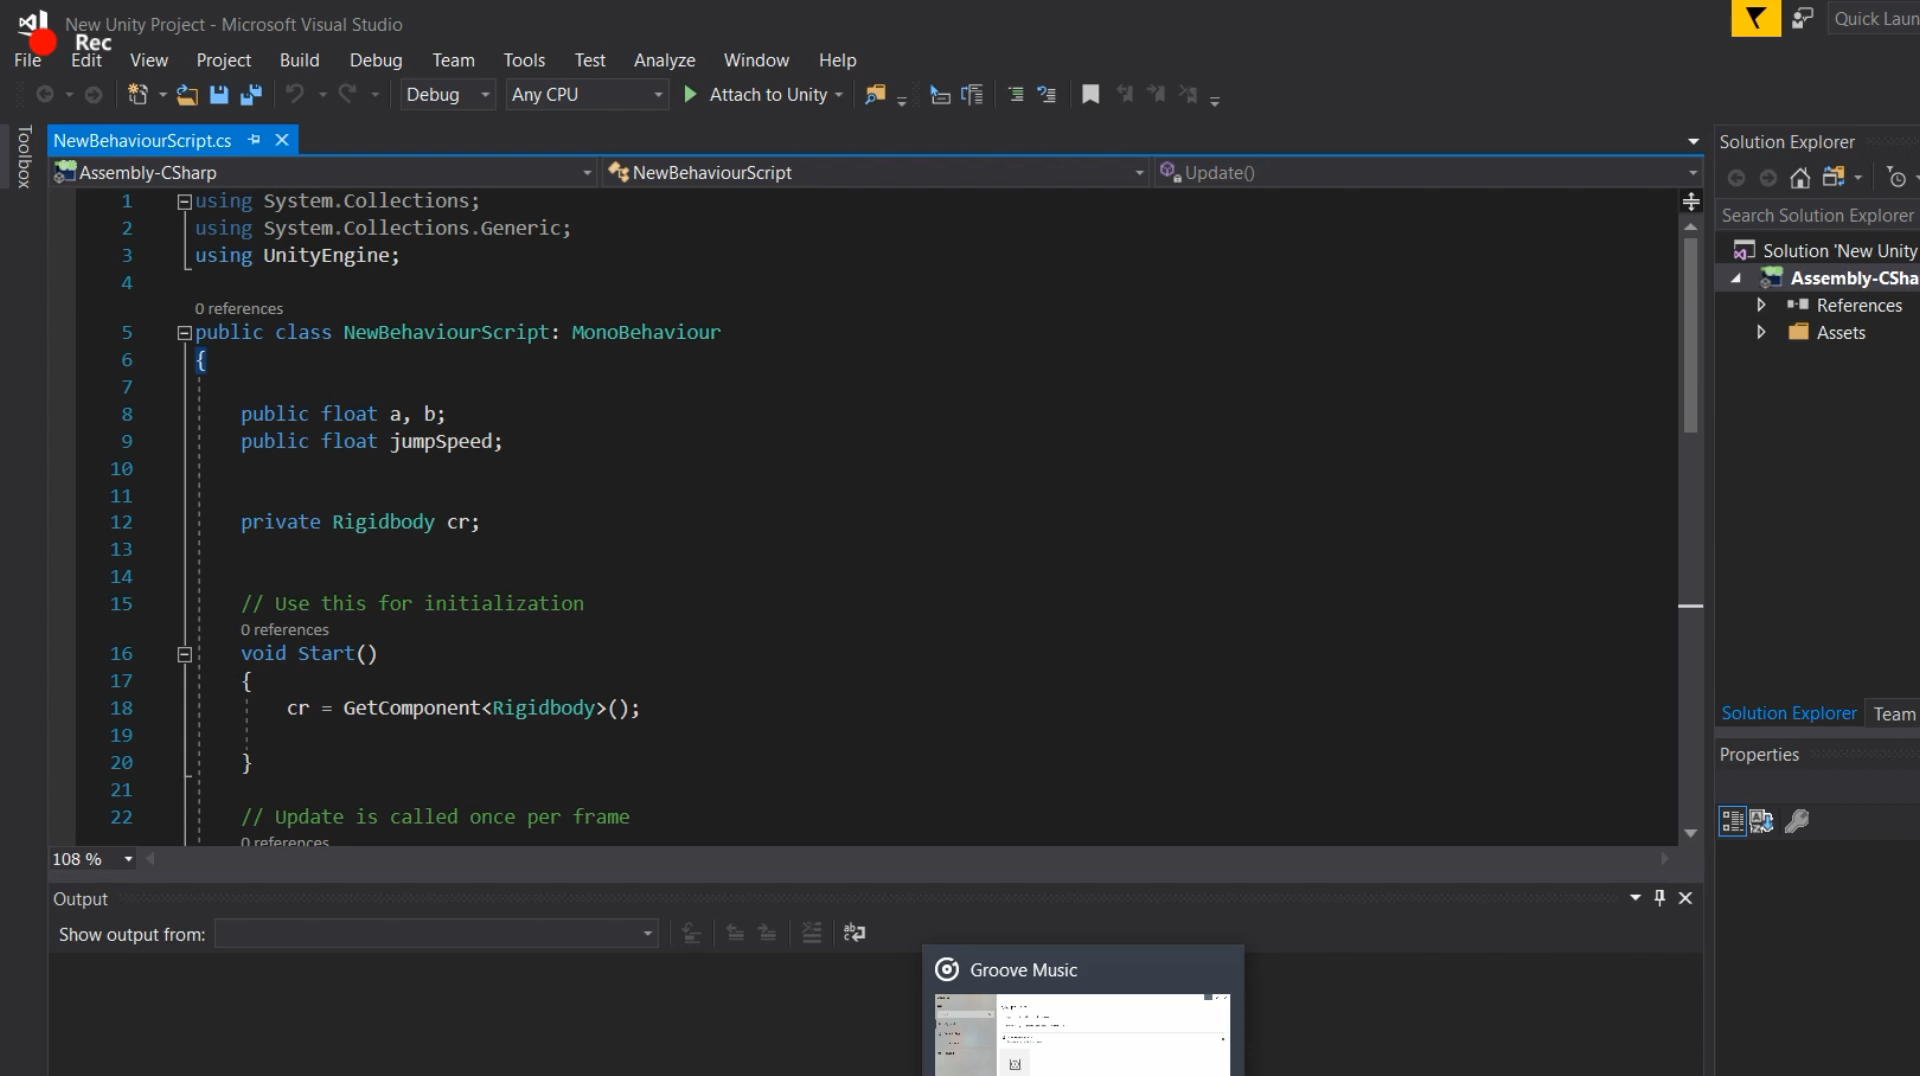 New Unity Project - Microsoft Visual Studio
Quick Laun
Rec
File Edit View Project Build Debug Team Tools Test Analyze Window Help
Debug Any CPU Attach to Unity
Toolbox
NewBehaviourScript.cs
Assembly-CSharp NewBehaviourScript Update()
1 using System.Collections;
2 using System.Collections.Generic;
3 using UnityEngine;
4
0 references
5 public class NewBehaviourScript: MonoBehaviour
6 {
7
8 public float a, b;
9 public float jumpSpeed;
10
11
12 private Rigidbody cr;
13
14
15 // Use this for initialization
0 references
16 void Start()
17 {
18 cr = GetComponent<Rigidbody>();
19
20 }
21
22 // Update is called once per frame
0 references
108 %
Output
Show output from:
Groove Music
Solution Explorer
Search Solution Explorer
Solution 'New Unity
Assembly-CSha
References
Assets
Solution Explorer Team
Properties